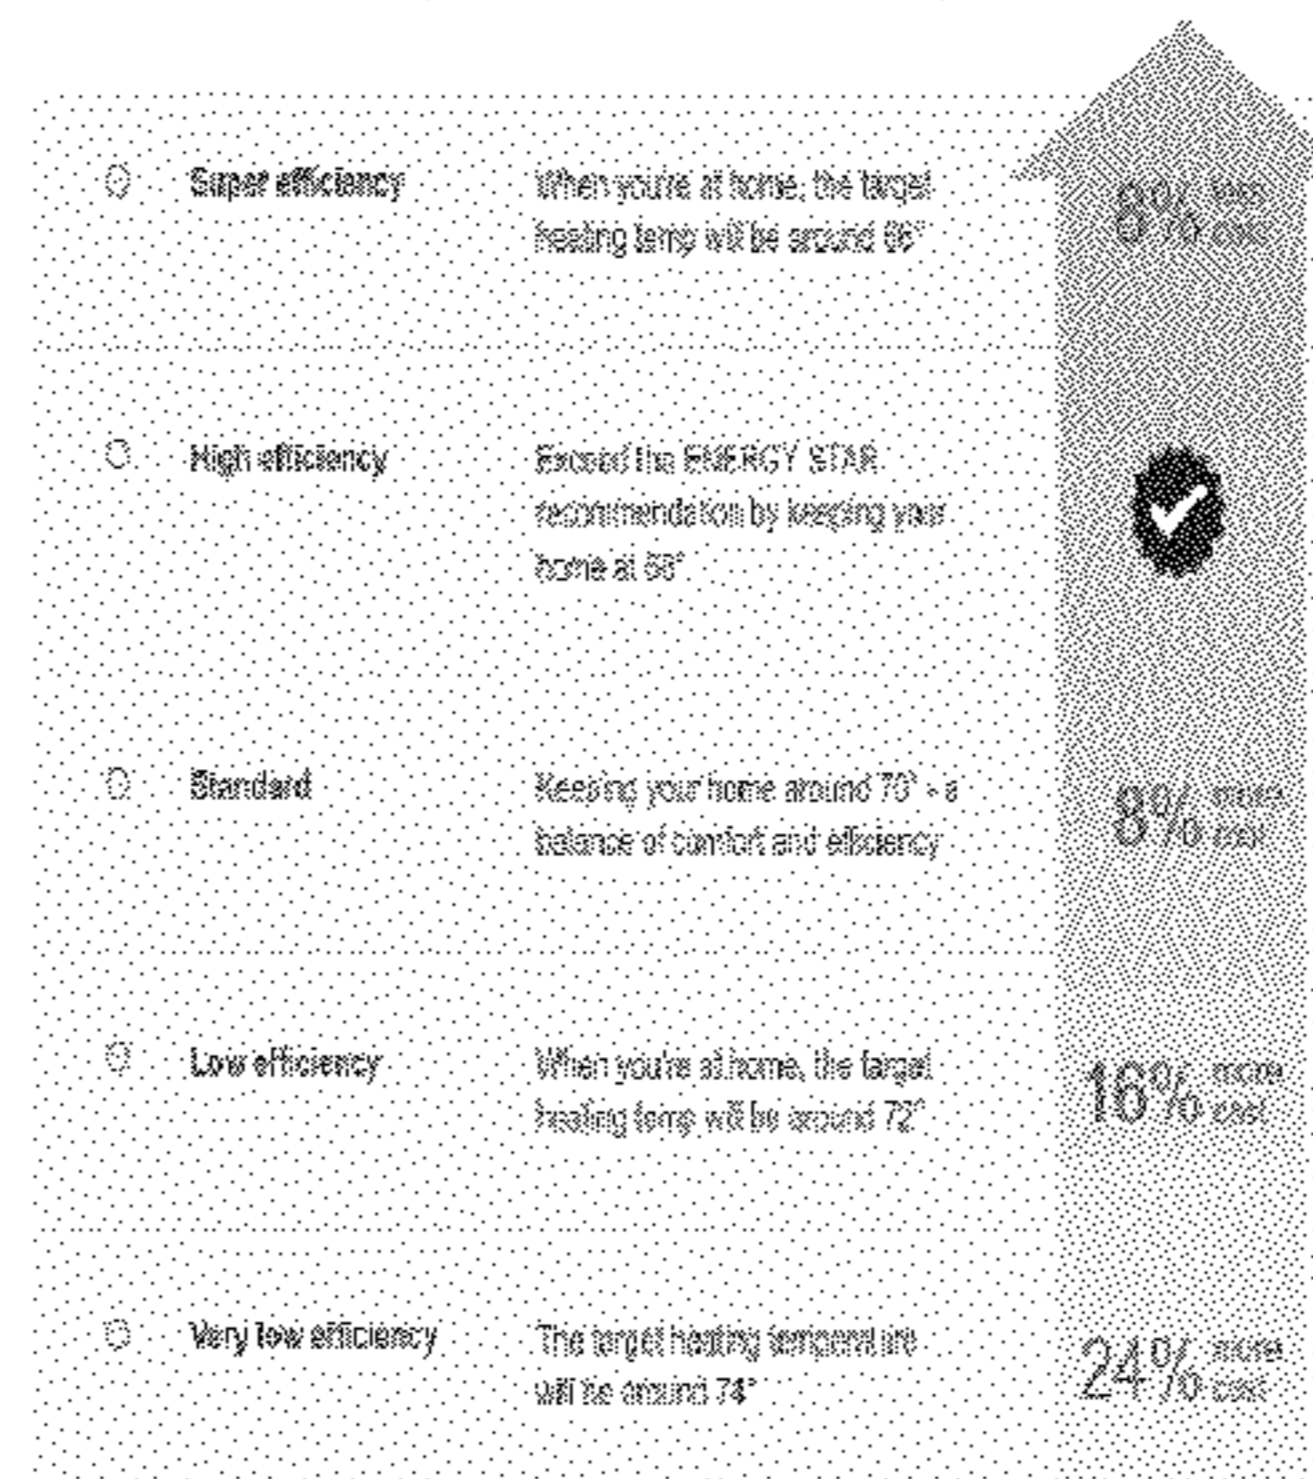 Super efficiency
When you're at home, the target
heating temp will be around 66°
8% less
cost
High efficiency
Exceed the ENERGY STAR
recommendation by keeping your
home at 68°
Standard
Keeping your home around 70° - a
balance of comfort and efficiency
8% more
cost
Low efficiency
When you're at home, the target
heating temp will be around 72°
16% more
cost
Very low efficiency
The target heating temperature
will be around 74°
24% more
cost